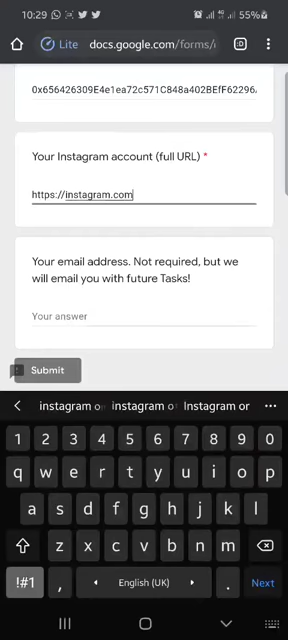 10:29 55%
Lite docs.google.com/forms/ :D
0x656426309E4e1ea72c571C848a402BEfF62296
Your Instagram account (full URL) *
https://instagram.com
Your email address. Not required, but we
will email you with future Tasks!
Your answer
Submit
instagram instagram Instagram or
1 2 3 4 5 6 7 8 9 0
q w e r t y u i o p
a s d f g h j k l
z x c v b n m
!#1 , English (UK) . Next